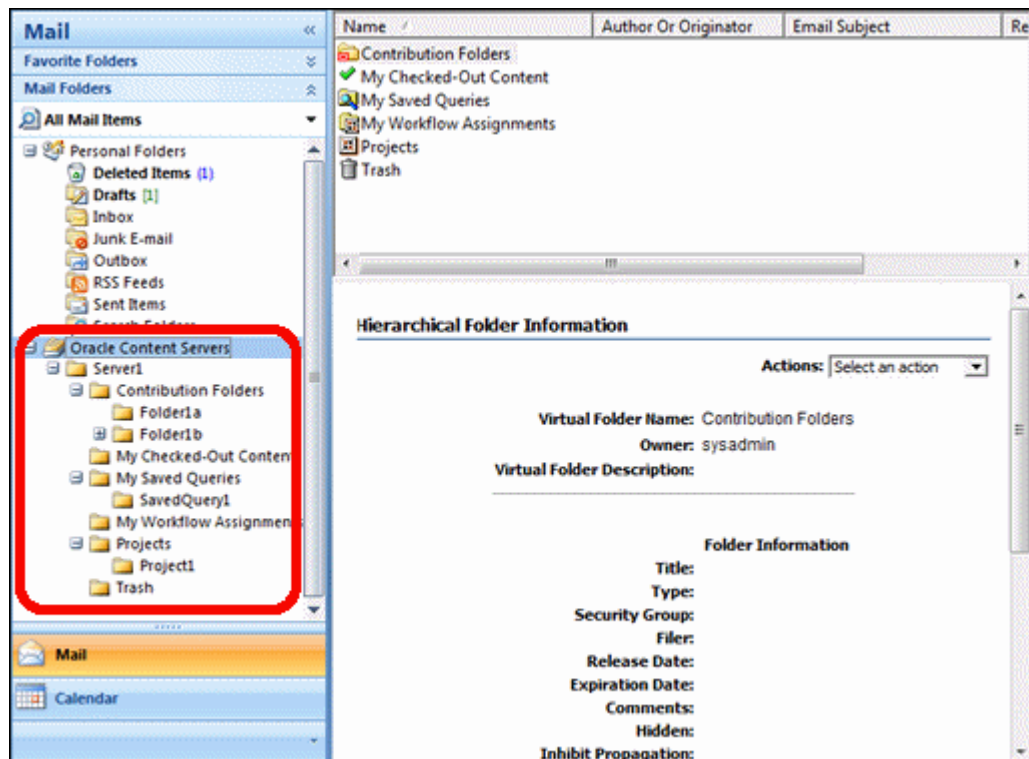 Mail «
Favorite Folders
Mail Folders
All Mail Items
Personal Folders
Deleted Items (1)
Drafts [1]
Inbox
Junk E-mail
Outbox
RSS Feeds
Sent Items
Search Folders
Oracle Content Servers
Server1
Contribution Folders
Folder1a
Folder1b
My Checked-Out Content
My Saved Queries
SavedQuery1
My Workflow Assignmen
Projects
Project1
Trash
Mail
Calendar
Name Author Or Originator Email Subject Re
Contribution Folders
My Checked-Out Content
My Saved Queries
My Workflow Assignments
Projects
Trash
Hierarchical Folder Information
Actions: Select an action
Virtual Folder Name: Contribution Folders
Owner: sysadmin
Virtual Folder Description:
Folder Information
Title:
Type:
Security Group:
Filer:
Release Date:
Expiration Date:
Comments:
Hidden:
Inhibit Propagation: